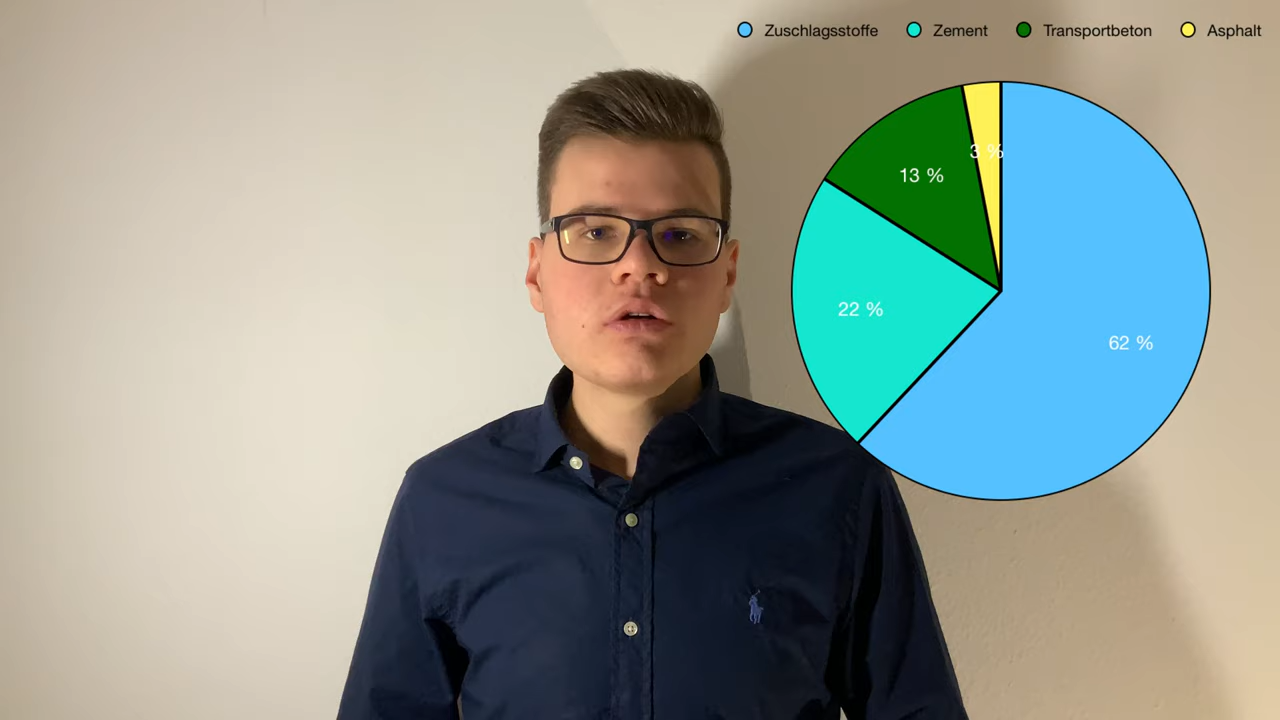 Zuschlagsstoffe Zement Transportbeton Asphalt
3 %
13 %
22 %
62 %